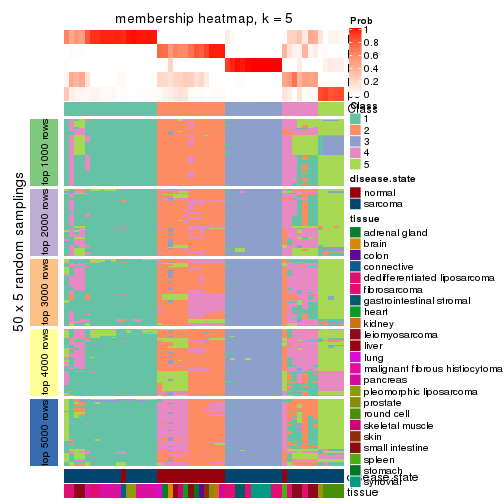 membership heatmap, k = 5
50 x 5 random samplings
top 1000 rows
top 2000 rows
top 3000 rows
top 4000 rows
top 5000 rows
Prob
1
0.8
0.6
0.4
0.2
0
Class
Class
1
2
3
4
5
disease.state
normal
sarcoma
tissue
adrenal gland
brain
colon
connective
dedifferentiated liposarcoma
fibrosarcoma
gastrointestinal stromal
heart
kidney
leiomyosarcoma
liver
lung
malignant fibrous histiocytoma
pancreas
pleomorphic liposarcoma
prostate
round cell
skeletal muscle
skin
small intestine
spleen
stomach
synovial
disease.state
tissue